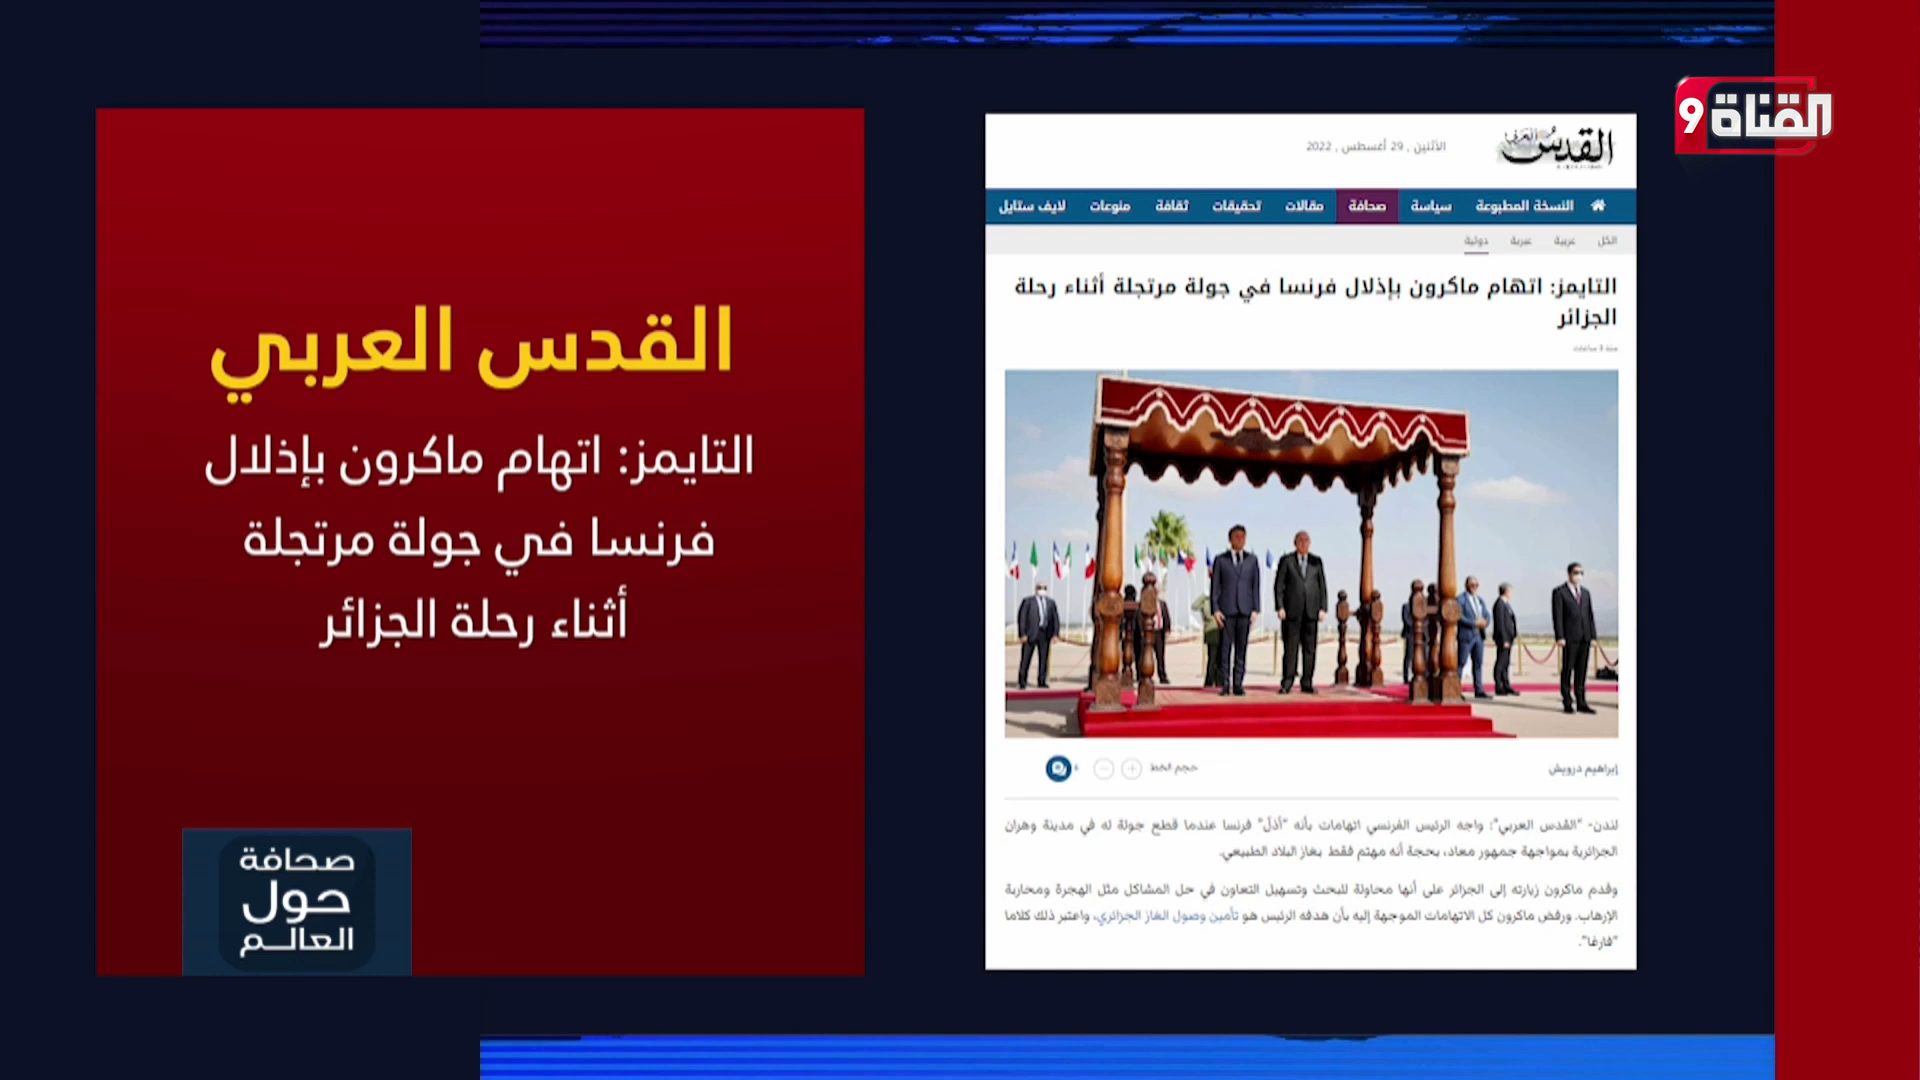 القناة 9
القدس العربي
التايمز: اتهام ماكرون بإذلال
فرنسا في جولة مرتجلة
أثناء رحلة الجزائر
صحافة
حول
العالم
القدس العربي
الأثنين , 29 أغسطس , 2022
النسخة المطبوعة سياسة صحافة مقالات تحقيقات ثقافة منوعات لايف ستايل
الكل عربية عبرية دولية
التايمز: اتهام ماكرون بإذلال فرنسا في جولة مرتجلة أثناء رحلة
الجزائر
منذ 3 ساعات
إبراهيم درويش
حجم الخط
لندن- "القدس العربي": واجه الرئيس الفرنسي اتهامات بأنه "أذل" فرنسا عندما قطع جولة له في مدينة وهران
الجزائرية بمواجهة جمهور معاد، بحجة أنه مهتم فقط بغاز البلاد الطبيعي.
وقدم ماكرون زيارته إلى الجزائر على أنها محاولة للبحث وتسهيل التعاون في حل المشاكل مثل الهجرة ومحاربة
الإرهاب. ورفض ماكرون كل الاتهامات الموجهة إليه بأن هدفه الرئيس هو تأمين وصول الغاز الجزائري، واعتبر ذلك كلاما
"فارغا".